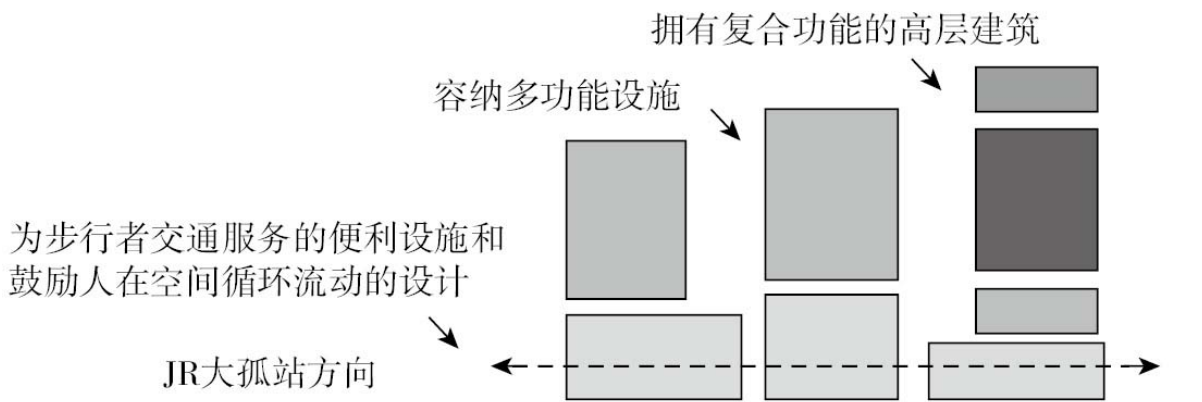 拥有复合功能的高层建筑
容纳多功能设施
为步行者交通服务的便利设施和
鼓励人在空间循环流动的设计
JR大孤站方向